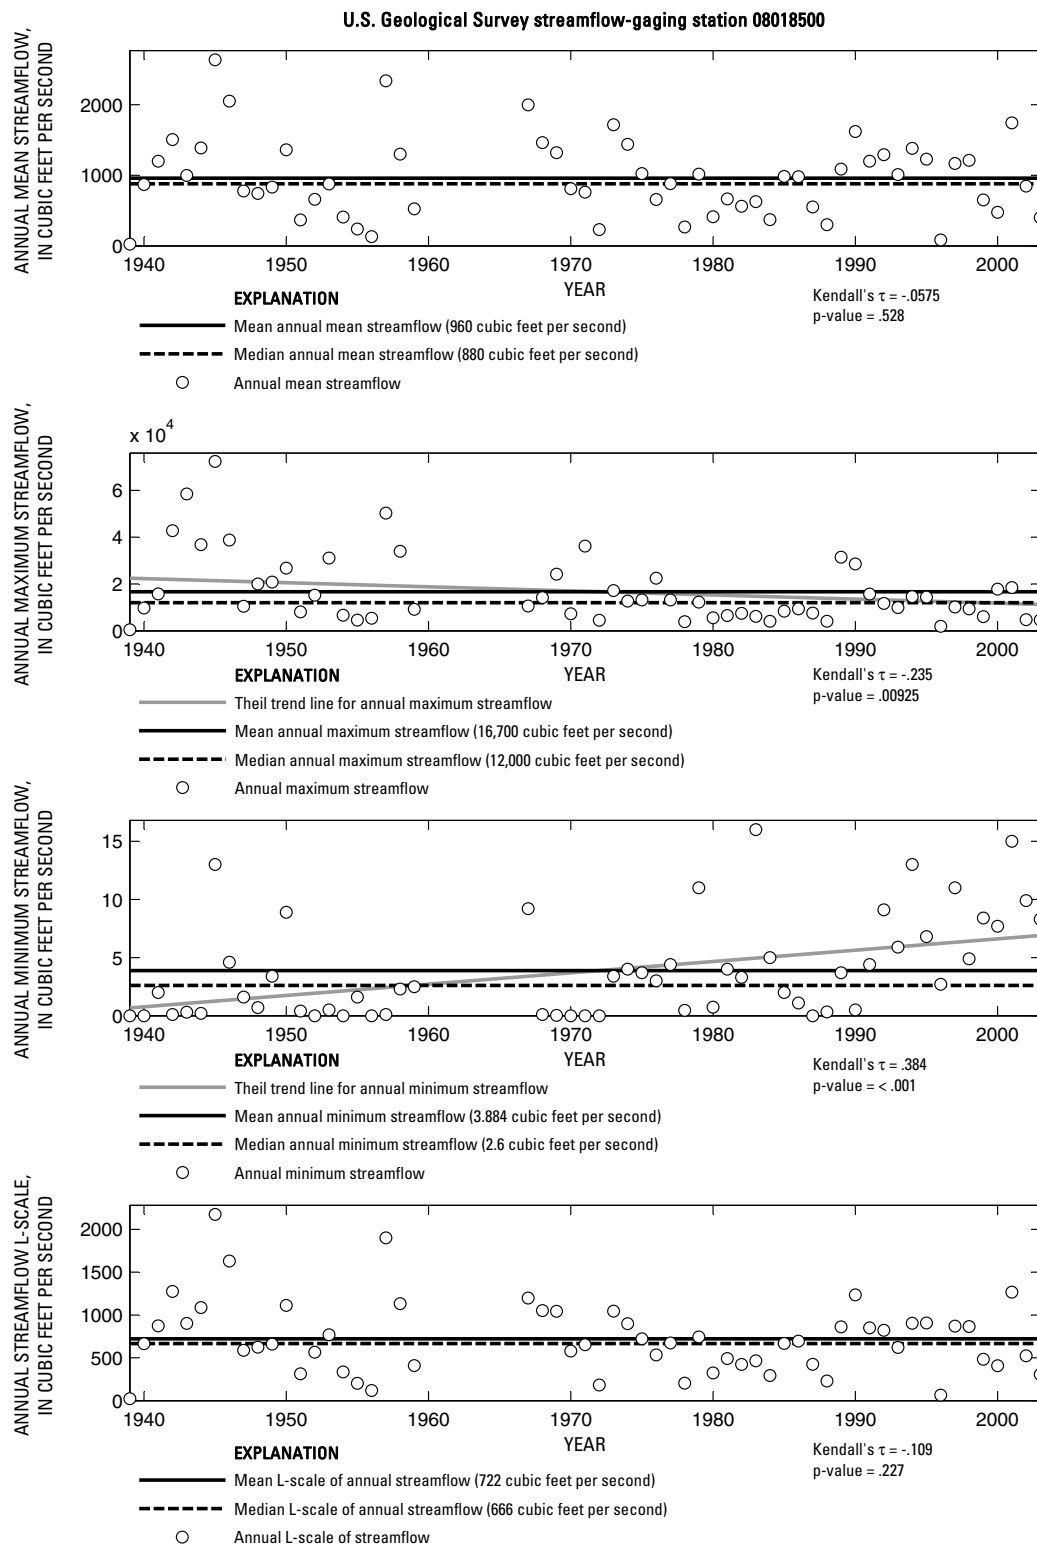 U.S. Geological Survey streamflow-gaging station 08018500
ANNUAL MEAN STREAMFLOW,
IN CUBIC FEET PER SECOND
2000
1000
0
1940 1950 1960 1970 1980 1990 2000
YEAR
EXPLANATION
Mean annual mean streamflow (960 cubic feet per second)
Median annual mean streamflow (880 cubic feet per second)
Annual mean streamflow
Kendall's τ = -.0575
p-value = .528
ANNUAL MAXIMUM STREAMFLOW,
IN CUBIC FEET PER SECOND
x 10^4
6
4
2
0
1940 1950 1960 1970 1980 1990 2000
YEAR
EXPLANATION
Theil trend line for annual maximum streamflow
Mean annual maximum streamflow (16,700 cubic feet per second)
Median annual maximum streamflow (12,000 cubic feet per second)
Annual maximum streamflow
Kendall's τ = -.235
p-value = .00925
ANNUAL MINIMUM STREAMFLOW,
IN CUBIC FEET PER SECOND
15
10
5
0
1940 1950 1960 1970 1980 1990 2000
YEAR
EXPLANATION
Theil trend line for annual minimum streamflow
Mean annual minimum streamflow (3.884 cubic feet per second)
Median annual minimum streamflow (2.6 cubic feet per second)
Annual minimum streamflow
Kendall's τ = .384
p-value = < .001
ANNUAL STREAMFLOW L-SCALE,
IN CUBIC FEET PER SECOND
2000
1500
1000
500
0
1940 1950 1960 1970 1980 1990 2000
YEAR
EXPLANATION
Mean L-scale of annual streamflow (722 cubic feet per second)
Median L-scale of annual streamflow (666 cubic feet per second)
Annual L-scale of streamflow
Kendall's τ = -.109
p-value = .227